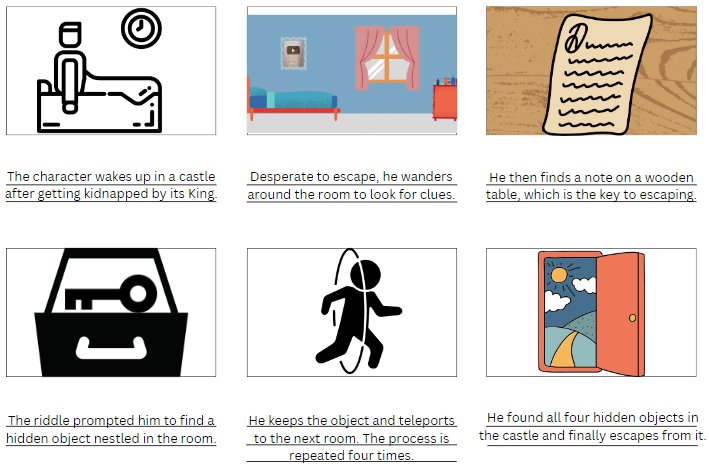 The character wakes up in a castle
after getting kidnapped by its King.
Desperate to escape, he wanders
around the room to look for clues.
He then finds a note on a wooden
table, which is the key to escaping.
The riddle prompted him to find a
hidden object nestled in the room.
He keeps the object and teleports
to the next room. The process is
repeated four times.
He found all four hidden objects in
the castle and finally escapes from it.